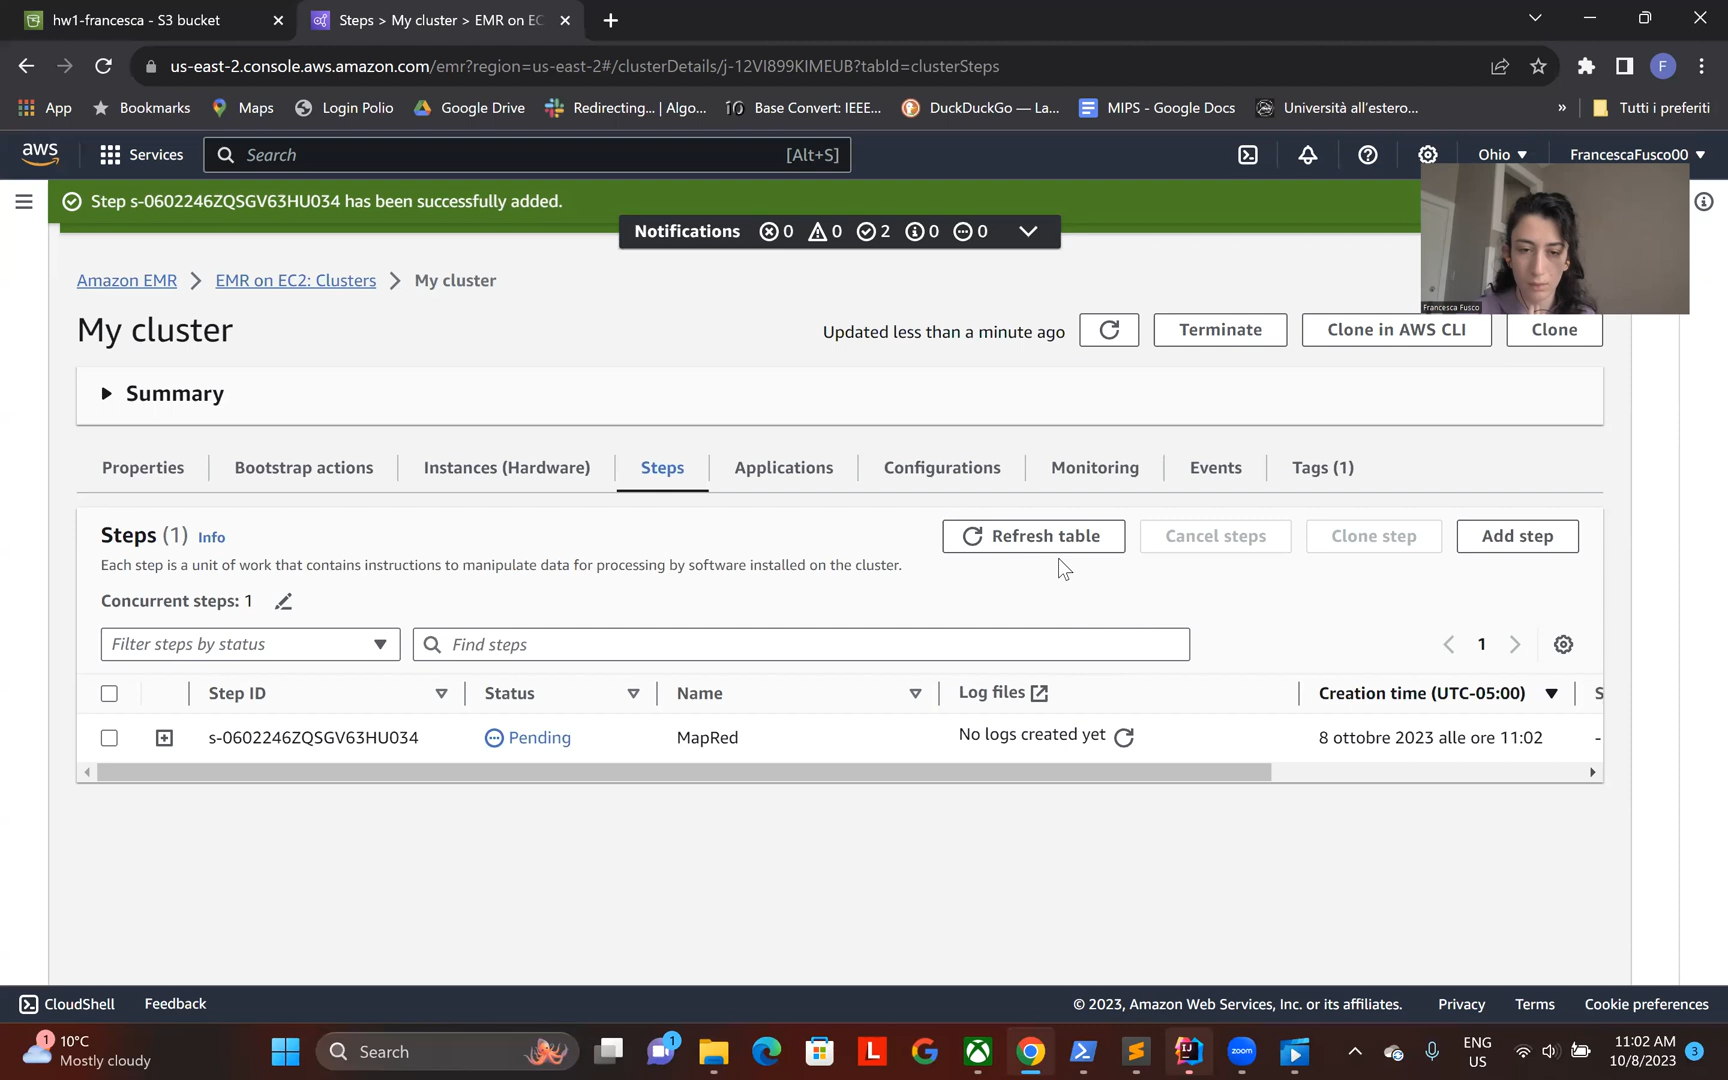 hw1-francesca - S3 bucket
Steps > My cluster > EMR on EC
us-east-2.console.aws.amazon.com/emr?region=us-east-2#/clusterDetails/j-12VI899KIMEUB?tabId=clusterSteps
F
App Bookmarks Maps Login Polio Google Drive Redirecting... | Algo... Base Convert: IEEE... DuckDuckGo — La... MIPS - Google Docs Università all'estero... » Tutti i preferiti
aws Services Search [Alt+S] Ohio FrancescaFusco00
Step s-0602246ZQSGV63HU034 has been successfully added.
Notifications 0 0 2 0 0
Francesca Fusco
Amazon EMR EMR on EC2: Clusters My cluster
My cluster
Updated less than a minute ago Terminate Clone in AWS CLI Clone
Summary
Properties Bootstrap actions Instances (Hardware) Steps Applications Configurations Monitoring Events Tags (1)
Steps (1) Info Refresh table Cancel steps Clone step Add step
Each step is a unit of work that contains instructions to manipulate data for processing by software installed on the cluster.
Concurrent steps: 1
Filter steps by status Find steps 1
Step ID Status Name Log files Creation time (UTC-05:00) S
s-0602246ZQSGV63HU034 Pending MapRed No logs created yet 8 ottobre 2023 alle ore 11:02 -
CloudShell Feedback © 2023, Amazon Web Services, Inc. or its affiliates. Privacy Terms Cookie preferences
1 10°C
Mostly cloudy
Search
1
L
zoom
ENG
US
11:02 AM
10/8/2023
3